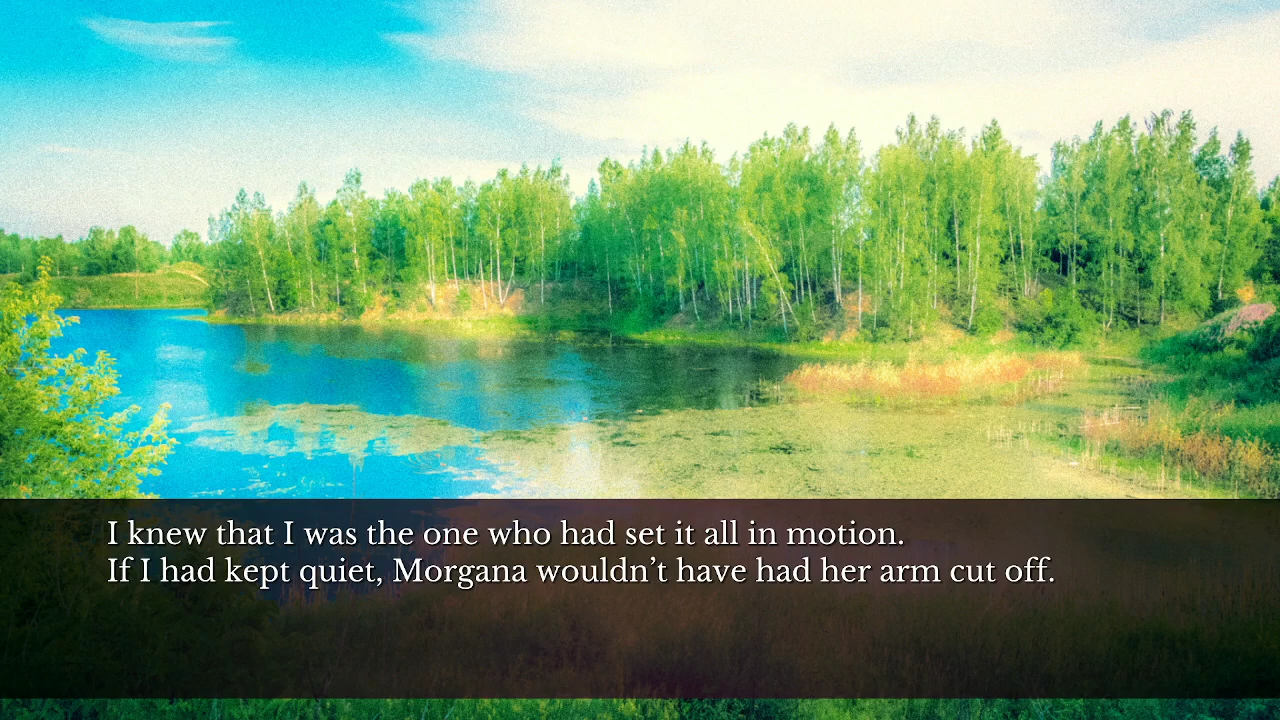 I knew that I was the one who had set it all in motion.
If I had kept quiet, Morgana wouldn’t have had her arm cut off.